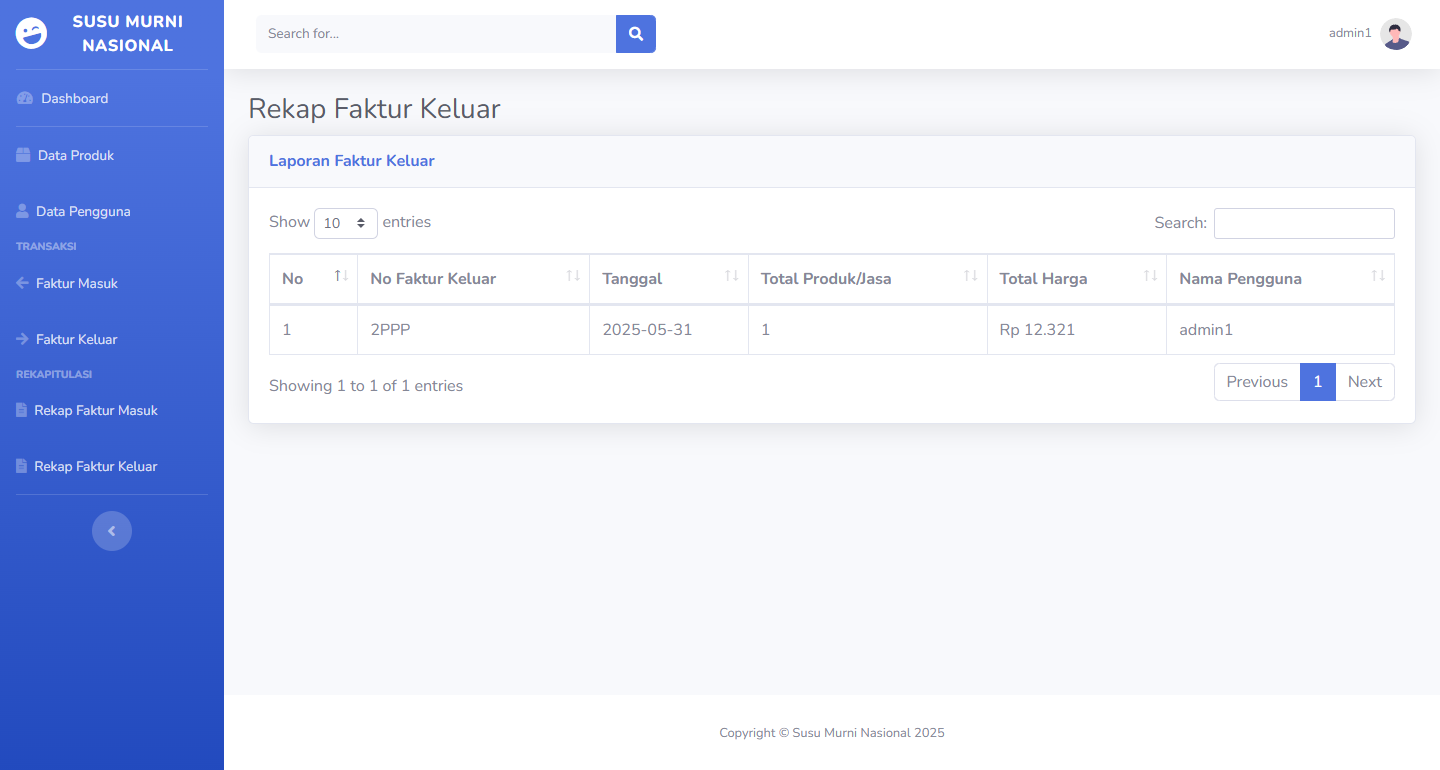 SUSU MURNI
NASIONAL
Dashboard
Data Produk
Data Pengguna
TRANSAKSI
Faktur Masuk
Faktur Keluar
REKAPITULASI
Rekap Faktur Masuk
Rekap Faktur Keluar
Search for...
admin1
Rekap Faktur Keluar
Laporan Faktur Keluar
Show 10 entries
Search:
No No Faktur Keluar Tanggal Total Produk/Jasa Total Harga Nama Pengguna
1 2PPP 2025-05-31 1 Rp 12.321 admin1
Showing 1 to 1 of 1 entries
Previous 1 Next
Copyright © Susu Murni Nasional 2025